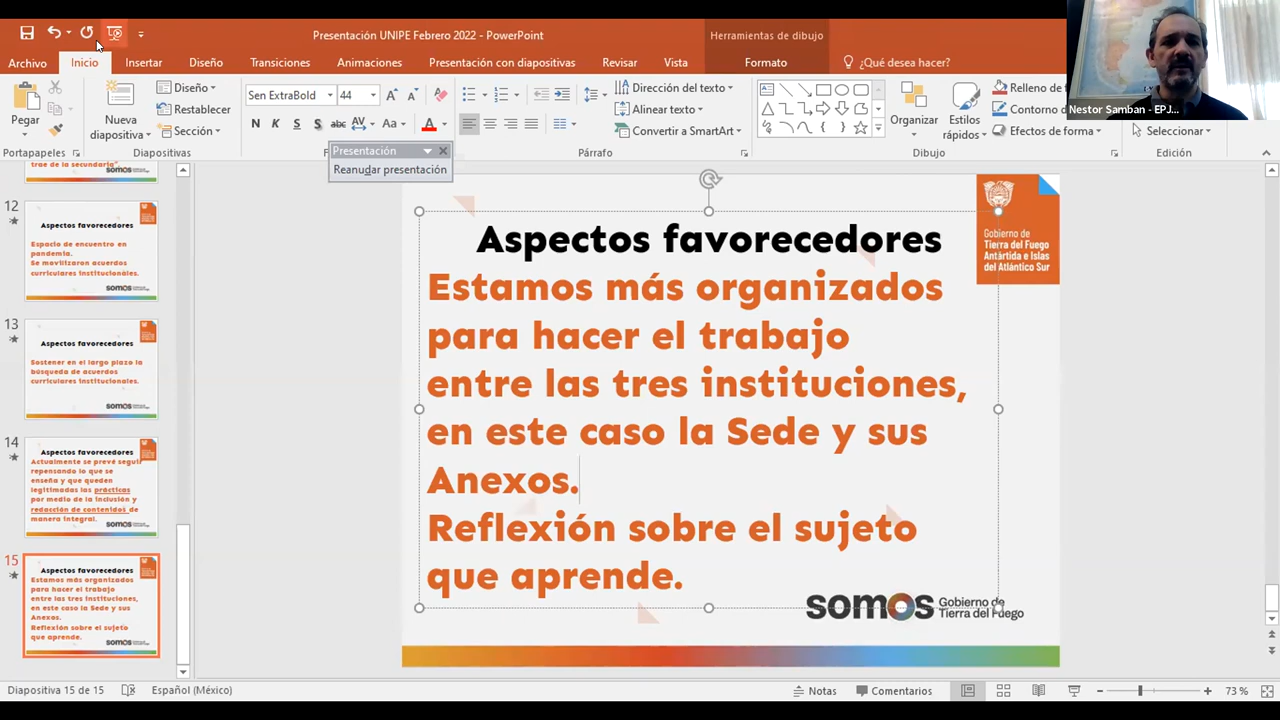 Presentación UNIPE Febrero 2022 - PowerPoint
Herramientas de dibujo
Archivo
Inicio
Insertar
Diseño
Transiciones
Animaciones
Presentación con diapositivas
Revisar
Vista
Formato
¿Qué desea hacer?
Nestor Samban - EPJ...
Pegar
Portapapeles
Nueva
diapositiva
Diseño
Restablecer
Sección
Diapositivas
Sen ExtraBold
44
N
K
S
S
abc
AV
Aa
A
Párrafo
Dirección del texto
Alinear texto
Convertir a SmartArt
Organizar
Estilos
rápidos
Relleno de
Contorno d
Efectos de forma
Dibujo
Seleccionar
Edición
Presentación
Reanudar presentación
trae de la secundaria"
somos
12
Aspectos favorecedores
Espacio de encuentro en
pandemia.
Se movilizaron acuerdos
curriculares institucionales.
somos
13
Aspectos favorecedores
Sostener en el largo plazo la
búsqueda de acuerdos
curriculares institucionales.
somos
14
Aspectos favorecedores
Actualmente se prevé seguir
repensando lo que se
enseña y que queden
legitimadas las prácticas
por medio de la inclusión y
redacción de contenidos de
manera integral.
somos
15
Aspectos favorecedores
Estamos más organizados
para hacer el trabajo
entre las tres instituciones,
en este caso la Sede y sus
Anexos.
Reflexión sobre el sujeto
que aprende.
somos
Aspectos favorecedores
Estamos más organizados
para hacer el trabajo
entre las tres instituciones,
en este caso la Sede y sus
Anexos.
Reflexión sobre el sujeto
que aprende.
Gobierno de
Tierra del Fuego
Antártida e Islas
del Atlántico Sur
somos
Gobierno de
Tierra del Fuego
Diapositiva 15 de 15
Español (México)
Notas
Comentarios
73 %